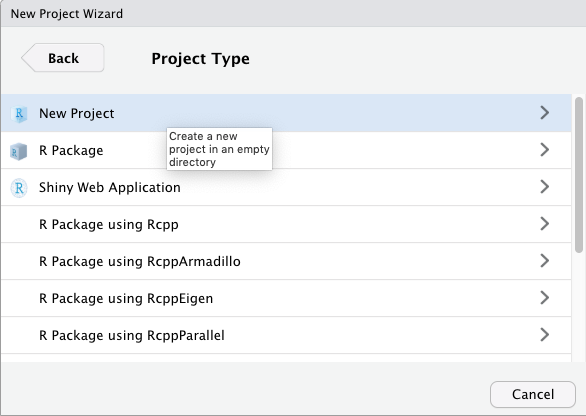 New Project Wizard
Back
Project Type
New Project
Create a new
project in an empty
directory
R Package
Shiny Web Application
R Package using Rcpp
R Package using RcppArmadillo
R Package using RcppEigen
R Package using RcppParallel
Cancel